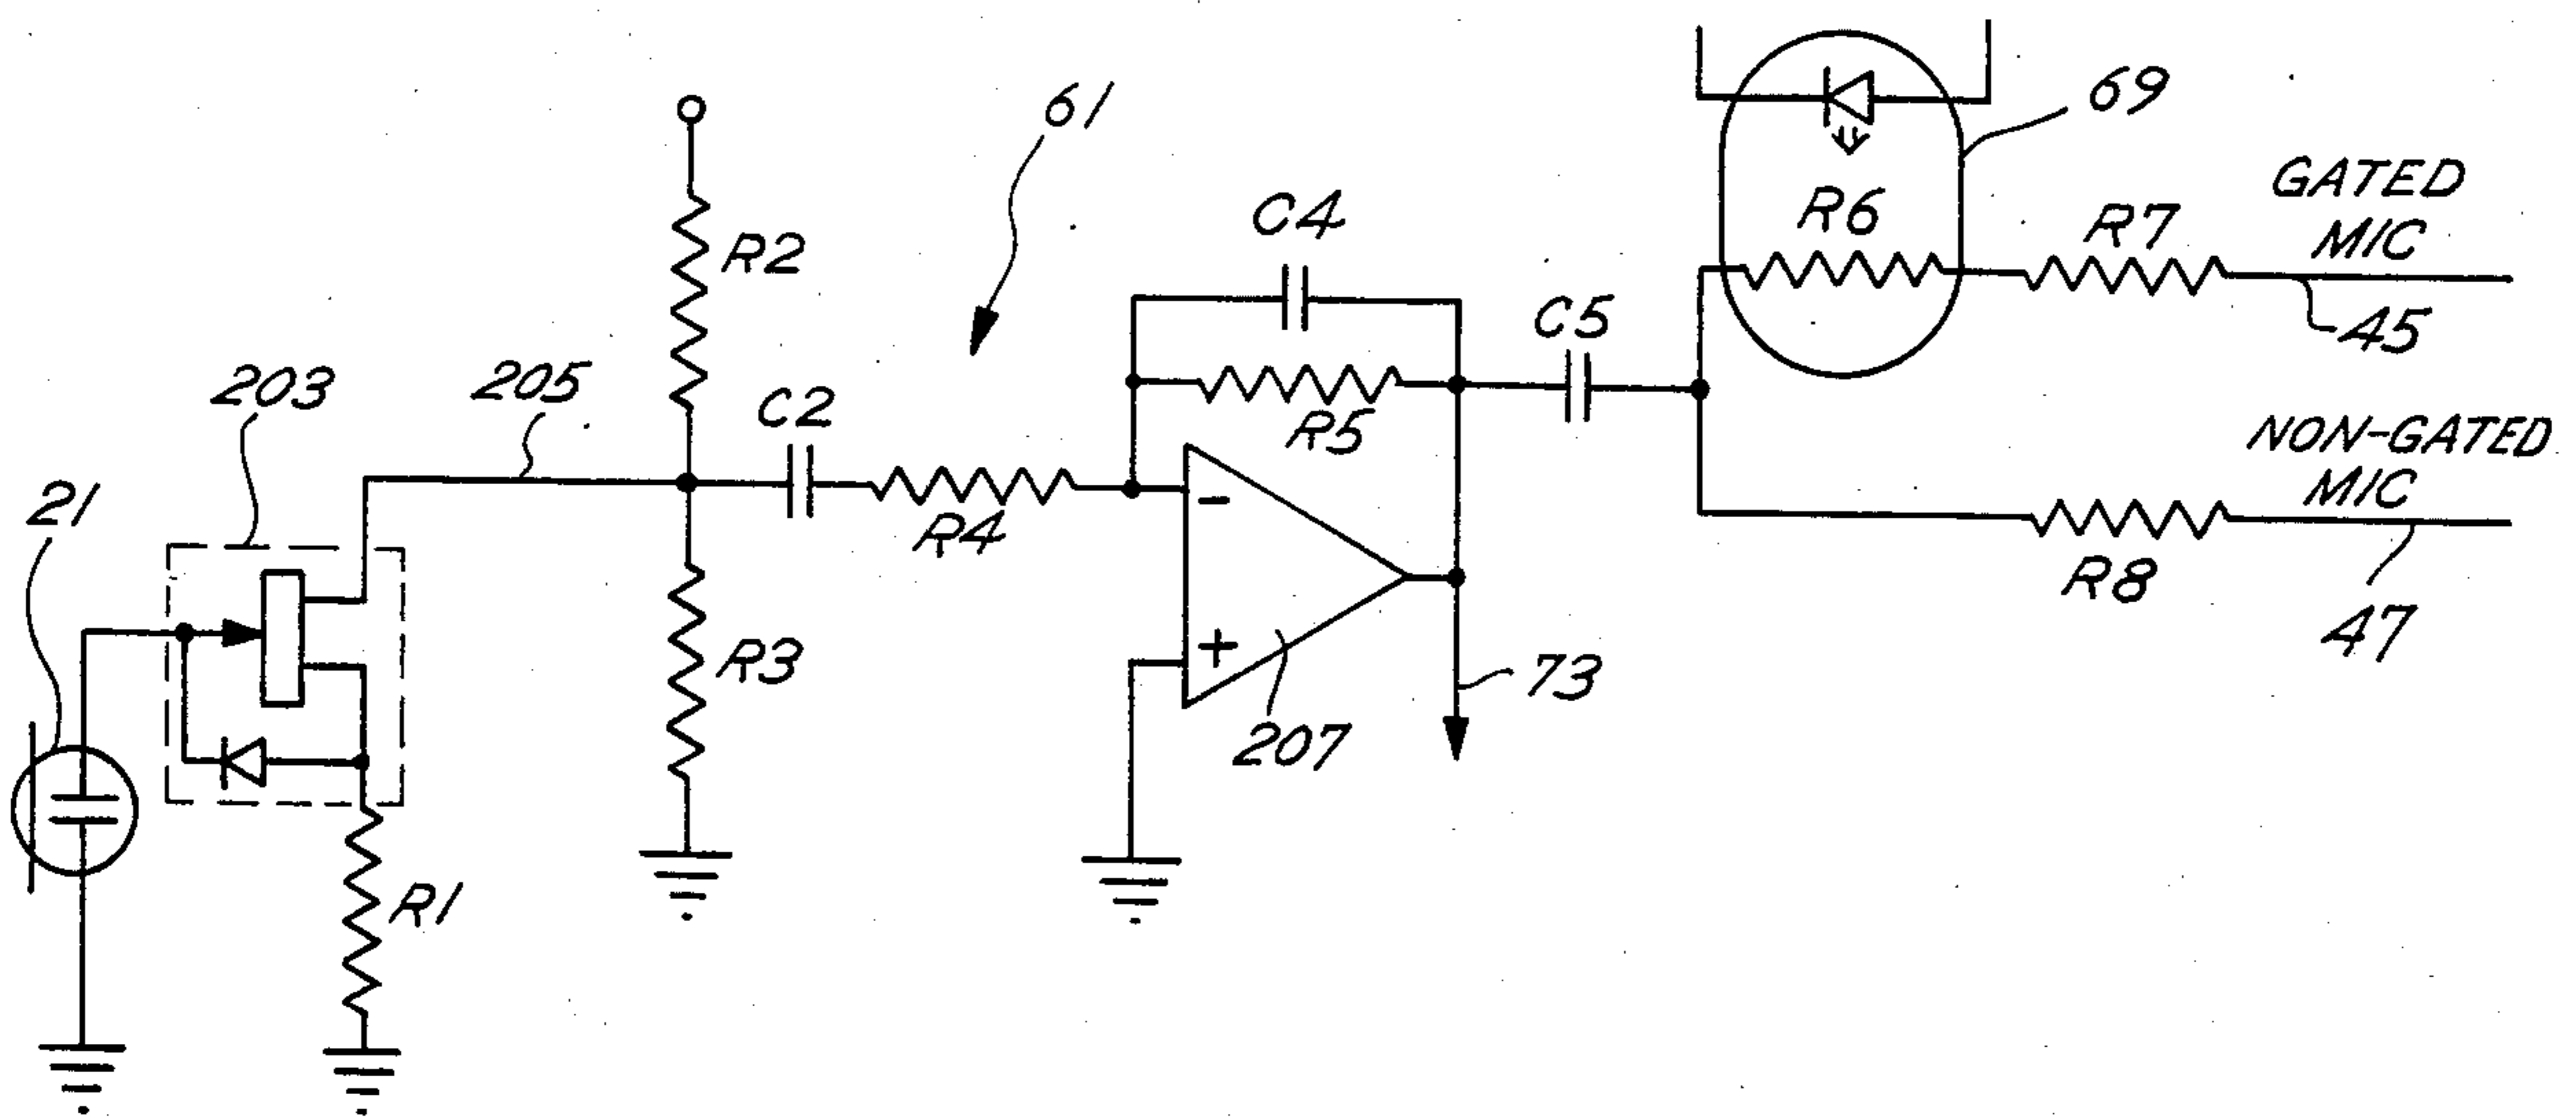 61
69
GATED
MIC
R6
R7
R2
C4
C5
45
203
205
C2
R5
NON-GATED
MIC
21
R4
-
R8
+
R3
47
73
207
R1